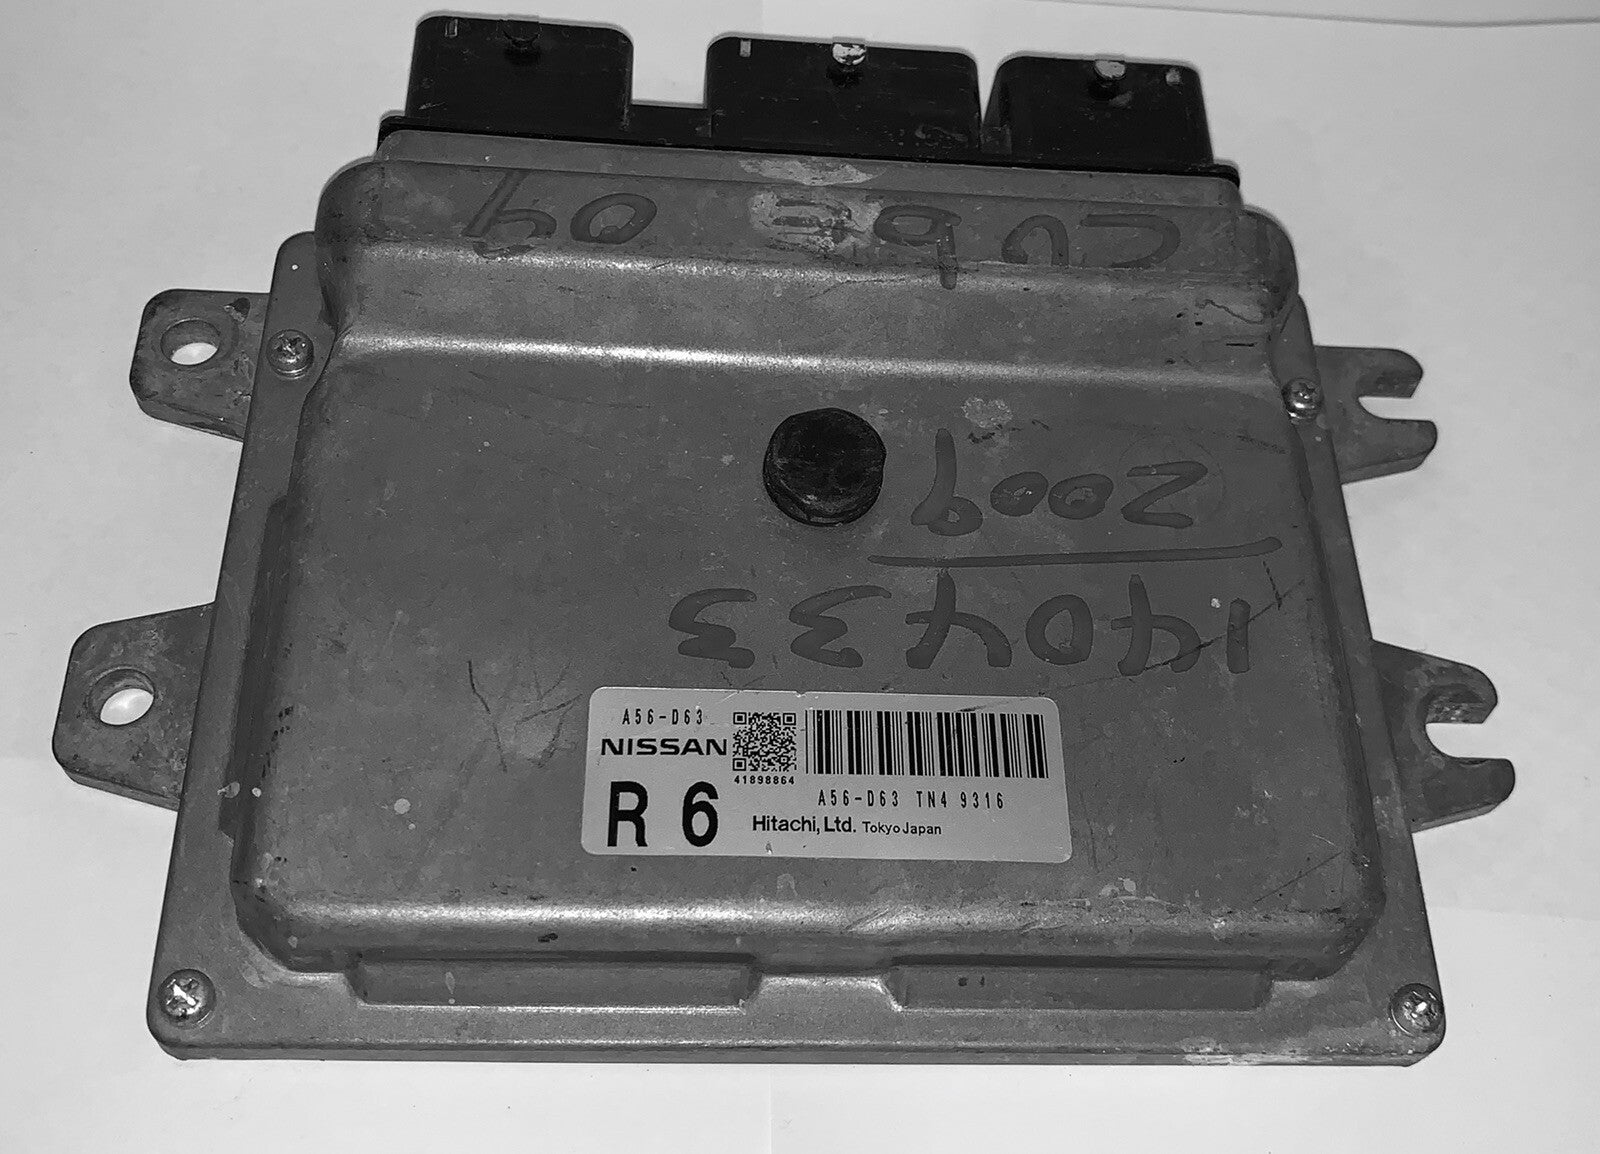 CUbE 09
2009
140433
A56-D63
NISSAN
41898864
A56-D63 TN4 9316
R 6
Hitachi, Ltd. Tokyo Japan